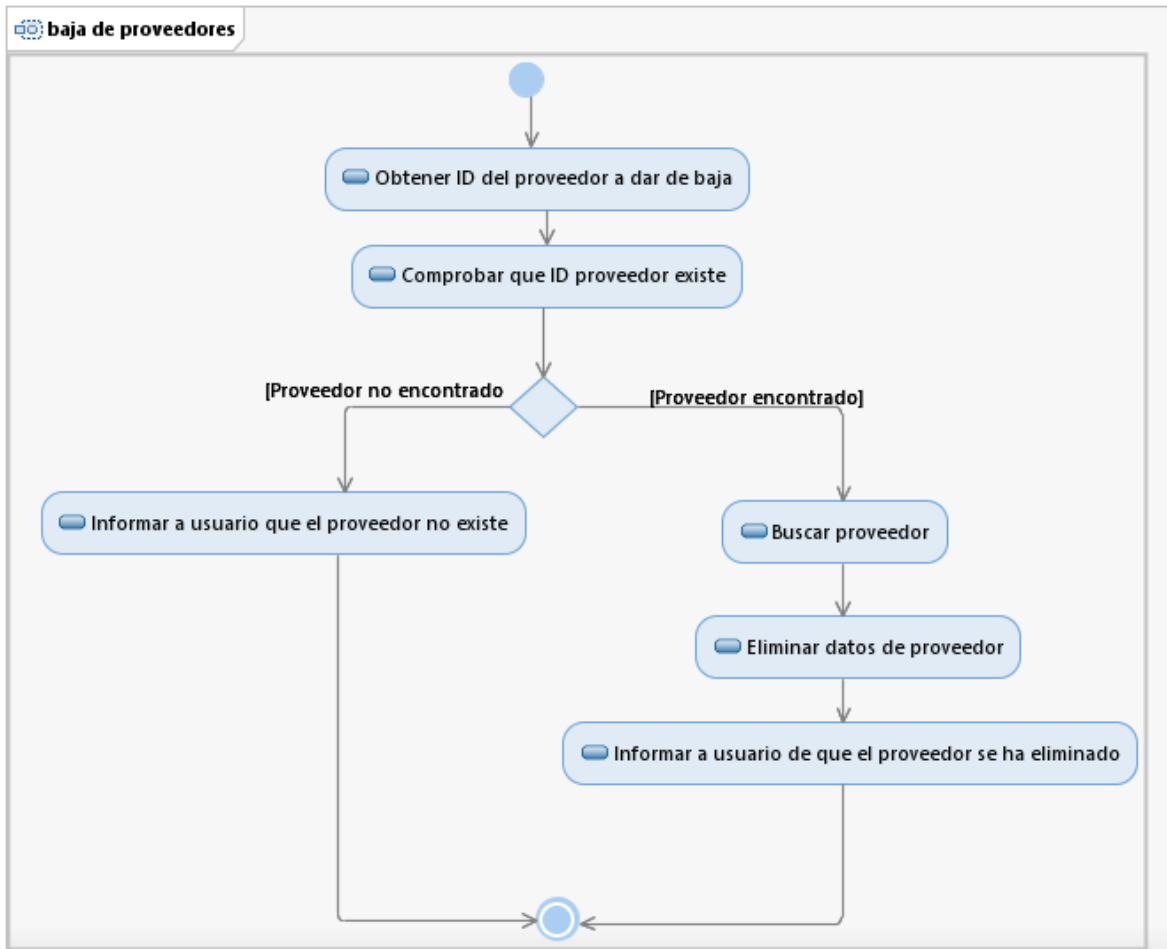 baja de proveedores
Obtener ID del proveedor a dar de baja
Comprobar que ID proveedor existe
[Proveedor no encontrado
[Proveedor encontrado]
Informar a usuario que el proveedor no existe
Buscar proveedor
Eliminar datos de proveedor
Informar a usuario de que el proveedor se ha eliminado